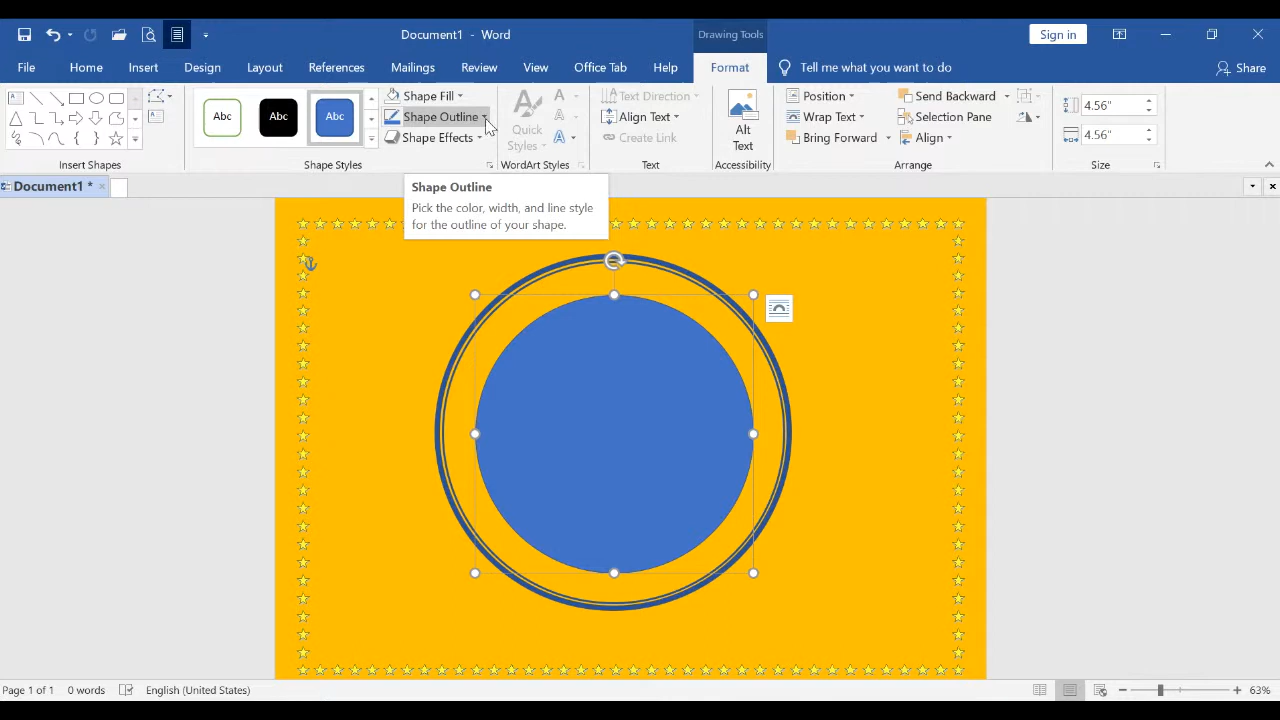 Document1 - Word
Drawing Tools
Sign in
File Home Insert Design Layout References Mailings Review View Office Tab Help Format Tell me what you want to do Share
Abc Abc Abc
Shape Fill
Shape Outline
Shape Effects
Quick
Styles
A
A
A
Text Direction
Align Text
Create Link
Alt
Text
Position
Wrap Text
Bring Forward
Send Backward
Selection Pane
Align
4.56"
4.56"
Insert Shapes Shape Styles WordArt Styles Text Accessibility Arrange Size
Document1 *
Shape Outline
Pick the color, width, and line style
for the outline of your shape.
Page 1 of 1 0 words English (United States) 63%